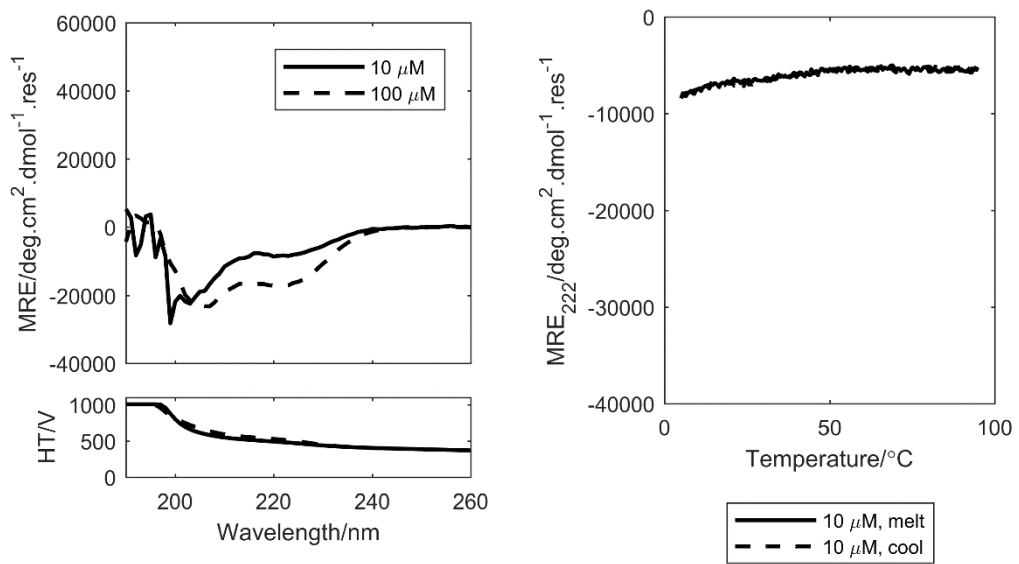 60000
40000
20000
0
-20000
-40000
MRE/deg.cm².dmol⁻¹.res⁻¹
10 μM
100 μM
1000
500
0
HT/V
200
220
240
260
Wavelength/nm
0
-10000
-20000
-30000
-40000
MRE₂₂₂/deg.cm².dmol⁻¹.res⁻¹
0
50
100
Temperature/°C
10 μM, melt
10 μM, cool